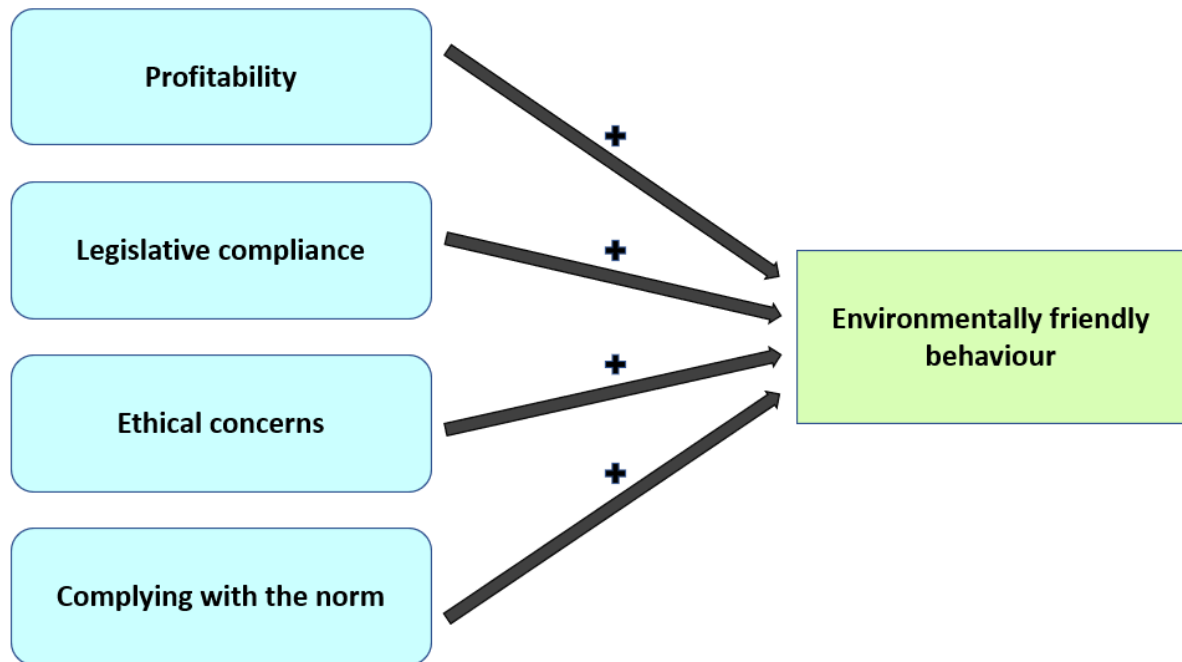 Profitability
+
Legislative compliance
+
Environmentally friendly
behaviour
+
Ethical concerns
+
Complying with the norm